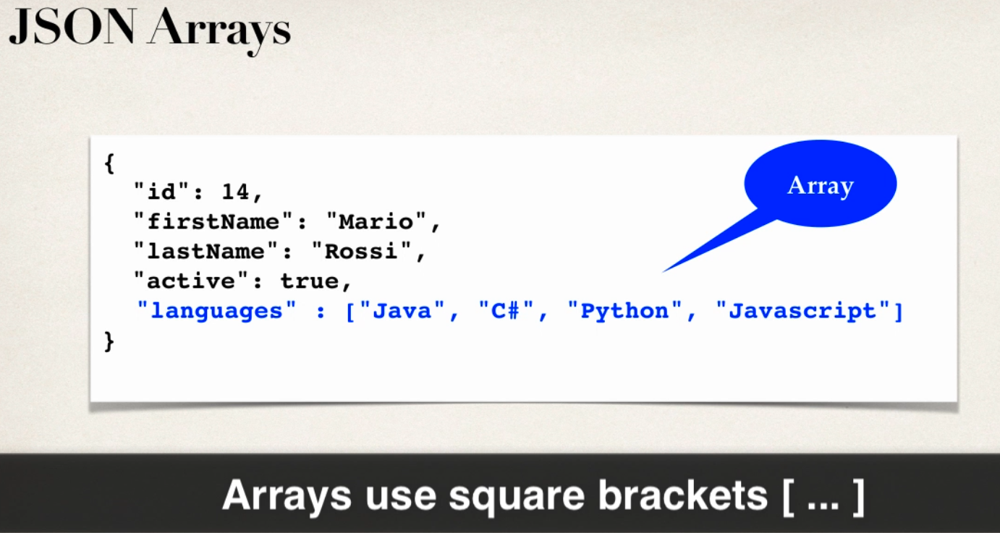 JSON Arrays
{
"id": 14,
"firstName": "Mario",
"lastName": "Rossi",
"active": true,
"languages" : ["Java", "C#", "Python", "Javascript"]
}
Array
Arrays use square brackets [ ... ]